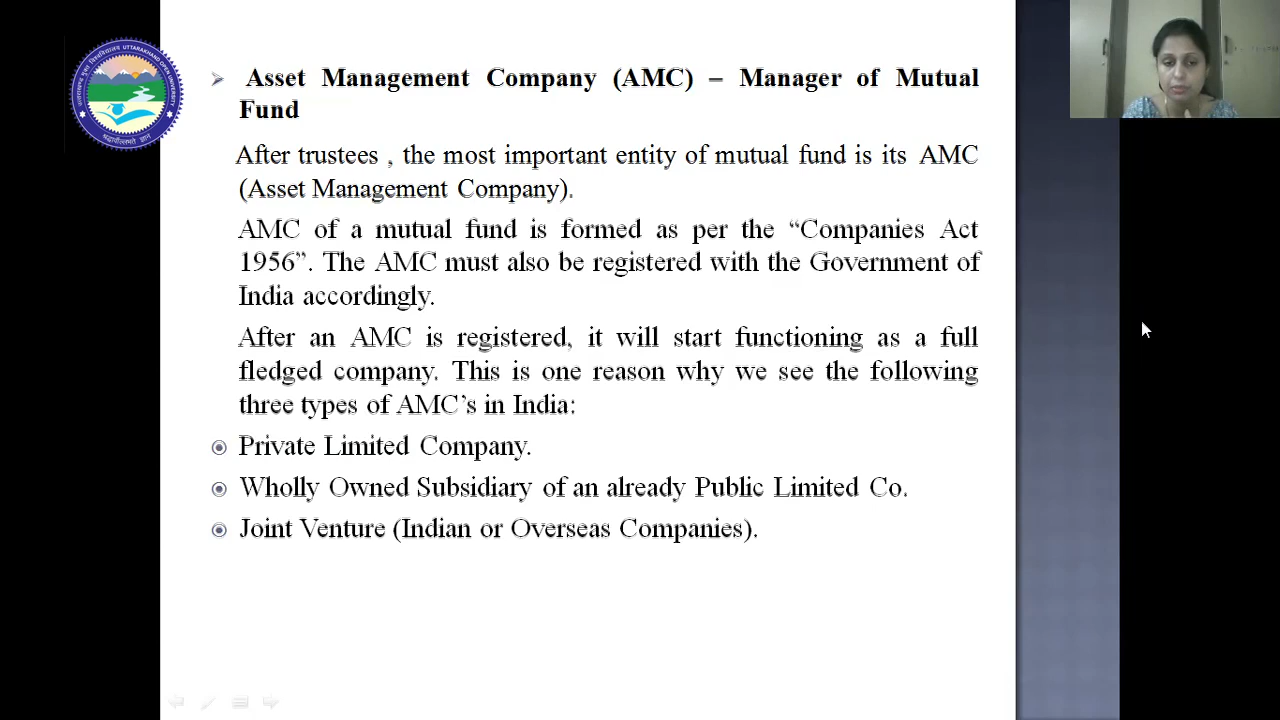 UTTARAKHAND OPEN UNIVERSITY
➢ Asset Management Company (AMC) – Manager of Mutual
Fund
After trustees , the most important entity of mutual fund is its AMC
(Asset Management Company).
AMC of a mutual fund is formed as per the “Companies Act
1956”. The AMC must also be registered with the Government of
India accordingly.
After an AMC is registered, it will start functioning as a full
fledged company. This is one reason why we see the following
three types of AMC’s in India:
Private Limited Company.
Wholly Owned Subsidiary of an already Public Limited Co.
Joint Venture (Indian or Overseas Companies).